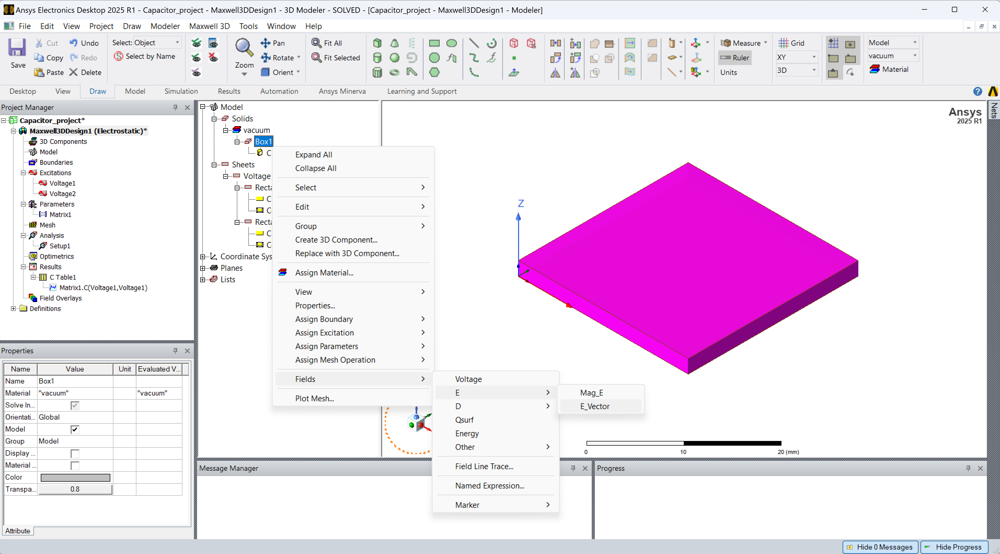 Ansys Electronics Desktop 2025 R1 - Capacitor_project - Maxwell3DDesign1 - 3D Modeler - SOLVED - [Capacitor_project - Maxwell3DDesign1 - Modeler]
File Edit View Project Draw Modeler Maxwell 3D Tools Window Help
Save
Cut
Copy
Paste
Undo
Redo
Delete
Select: Object
Select by Name
Zoom
Pan
Rotate
Orient
Fit All
Fit Selected
Measure
Ruler
Units
Grid
XY
3D
Model
vacuum
Material
Desktop View Draw Model Simulation Results Automation Ansys Minerva Learning and Support
Project Manager
Capacitor_project*
Maxwell3DDesign1 (Electrostatic)*
3D Components
Model
Boundaries
Excitations
Voltage1
Voltage2
Parameters
Matrix1
Mesh
Analysis
Setup1
Optimetrics
Results
C Table1
Matrix1.C(Voltage1,Voltage1)
Field Overlays
Definitions
Properties
Name Value Unit Evaluated V...
Name Box1
Material "vacuum" "vacuum"
Solve In...
Orientati... Global
Model
Group Model
Display ...
Material ...
Color
Transpa... 0.8
Attribute
Model
Solids
vacuum
Box1
C
Sheets
Voltage
Recta
C
C
Recta
C
C
Coordinate Sys
Planes
Lists
Expand All
Collapse All
Select
Edit
Group
Create 3D Component...
Replace with 3D Component...
Assign Material...
View
Properties...
Assign Boundary
Assign Excitation
Assign Parameters
Assign Mesh Operation
Fields
Plot Mesh...
Voltage
E
D
Qsurf
Energy
Other
Field Line Trace...
Named Expression...
Marker
Mag_E
E_Vector
Ansys
2025 R1
Nets
Z
0 10 20 (mm)
Message Manager
Progress
Hide 0 Messages
Hide Progress